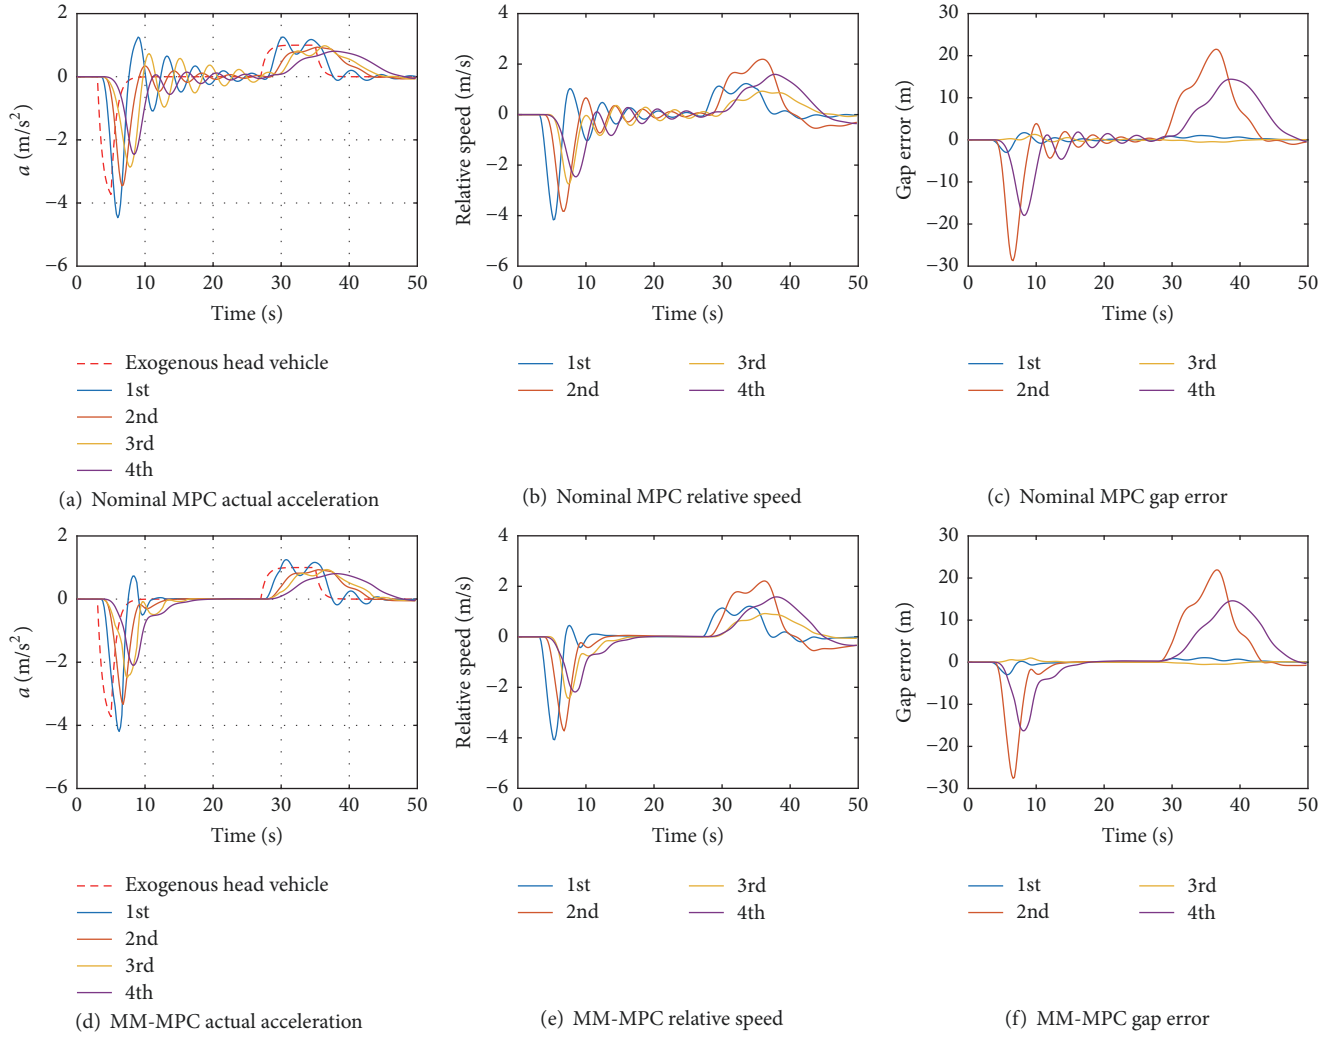 2
0
−2
−4
−6
a (m/s²)
0 10 20 30 40 50
Time (s)
Exogenous head vehicle
1st
2nd
3rd
4th
(a) Nominal MPC actual acceleration
4
2
0
−2
−4
−6
Relative speed (m/s)
0 10 20 30 40 50
Time (s)
1st 3rd
2nd 4th
(b) Nominal MPC relative speed
30
20
10
0
−10
−20
−30
Gap error (m)
0 10 20 30 40 50
Time (s)
1st 3rd
2nd 4th
(c) Nominal MPC gap error
2
0
−2
−4
−6
a (m/s²)
0 10 20 30 40 50
Time (s)
Exogenous head vehicle
1st
2nd
3rd
4th
(d) MM-MPC actual acceleration
4
2
0
−2
−4
−6
Relative speed (m/s)
0 10 20 30 40 50
Time (s)
1st 3rd
2nd 4th
(e) MM-MPC relative speed
30
20
10
0
−10
−20
−30
Gap error (m)
0 10 20 30 40 50
Time (s)
1st 3rd
2nd 4th
(f) MM-MPC gap error